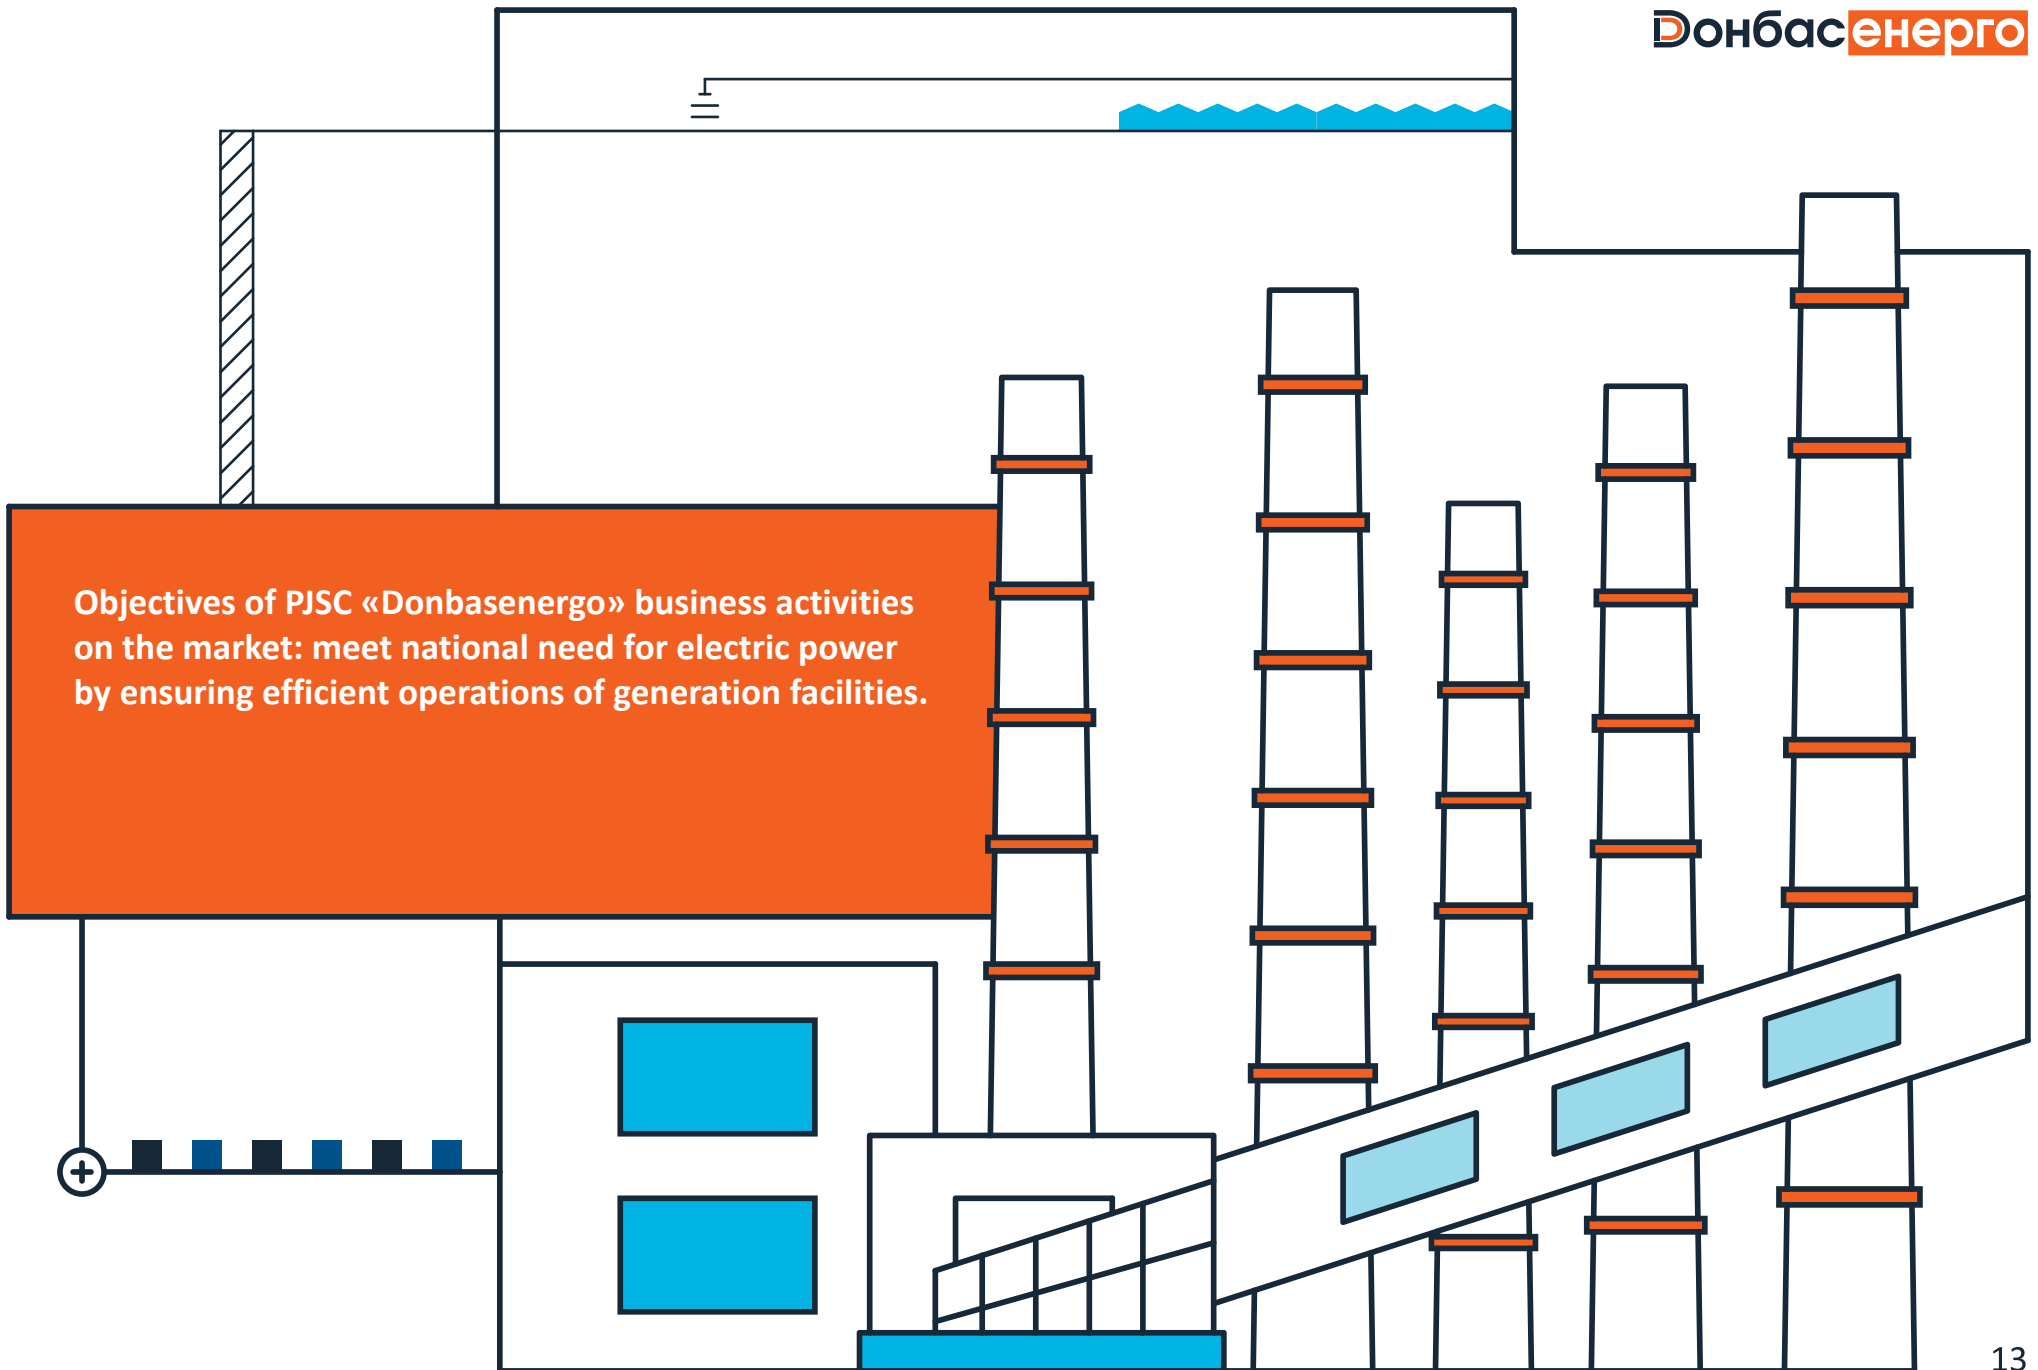 Донбасенерго
Objectives of PJSC «Donbasenergo» business activities
on the market: meet national need for electric power
by ensuring efficient operations of generation facilities.
13